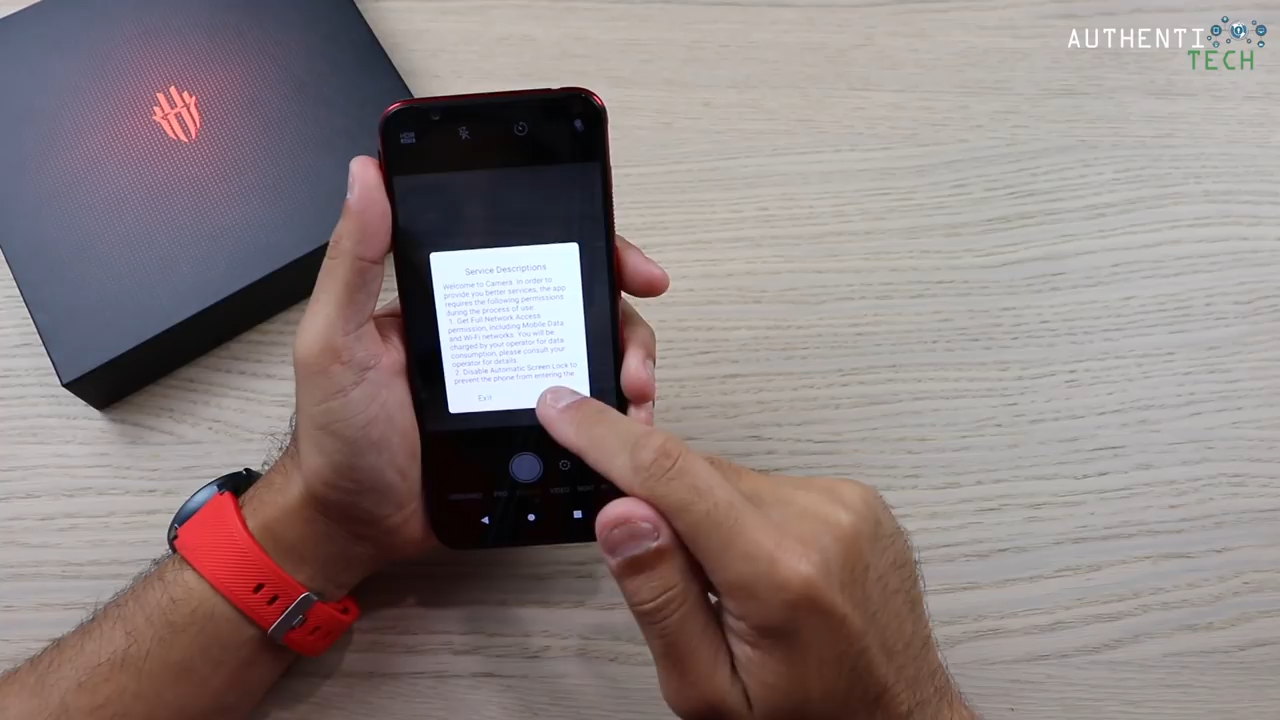 AUTHENTI
TECH
Service Descriptions
Welcome to Camera. In order to
provide you better services, the app
requires the following permissions
during the process of use:
1. Get Full Network Access
permission, including Mobile Data
and Wi-Fi networks. You will be
charged by your operator for data
consumption, please consult your
operator for details.
2. Disable Automatic Screen Lock to
prevent the phone from entering the
Exit
PRO
VIDEO